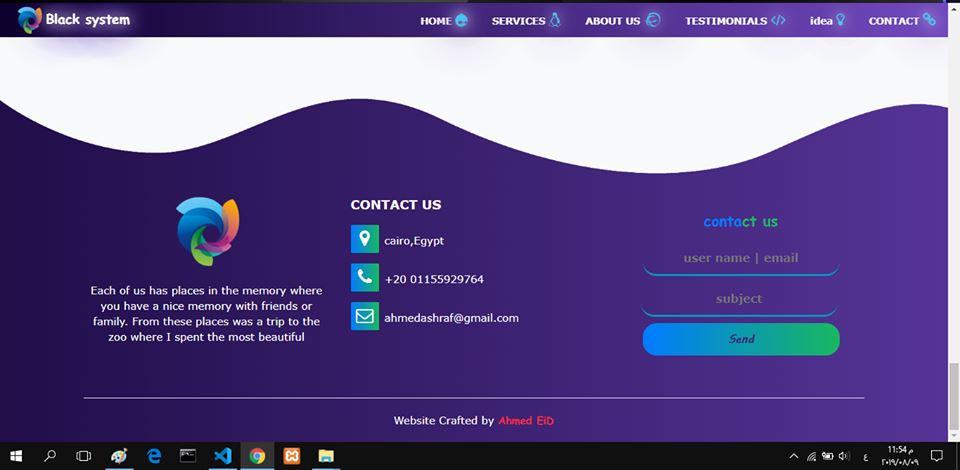 Black system
HOME SERVICES ABOUT US TESTIMONIALS </> idea CONTACT
Each of us has places in the memory where
you have a nice memory with friends or
family. From these places was a trip to the
zoo where I spent the most beautiful
CONTACT US
cairo,Egypt
+20 01155929764
ahmedashraf@gmail.com
contact us
user name | email
subject
Send
Website Crafted by Ahmed EiD
ع
م 11:54
٢٠١٩/٠٨/٠٩